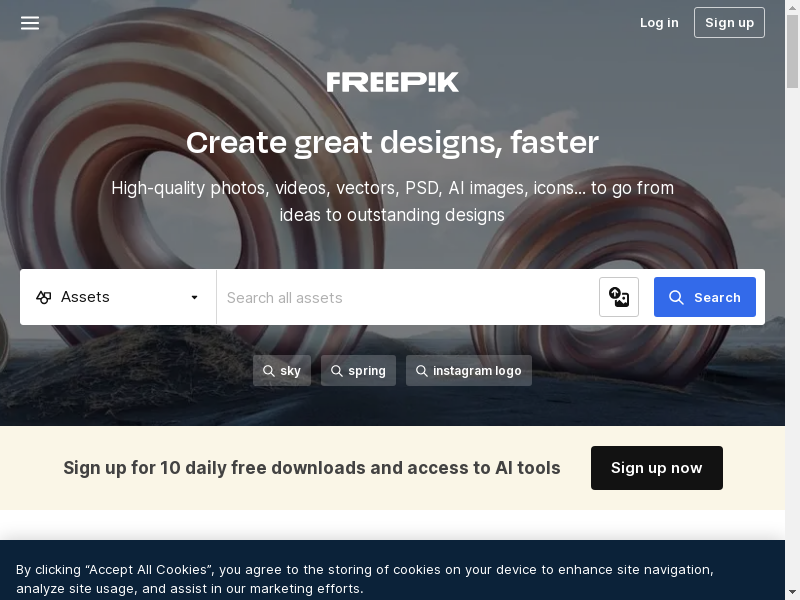 Log in
Sign up
FREEPIK
Create great designs, faster
High-quality photos, videos, vectors, PSD, AI images, icons... to go from
ideas to outstanding designs
Assets
Search all assets
Search
sky
spring
instagram logo
Sign up for 10 daily free downloads and access to AI tools
Sign up now
By clicking “Accept All Cookies”, you agree to the storing of cookies on your device to enhance site navigation,
analyze site usage, and assist in our marketing efforts.